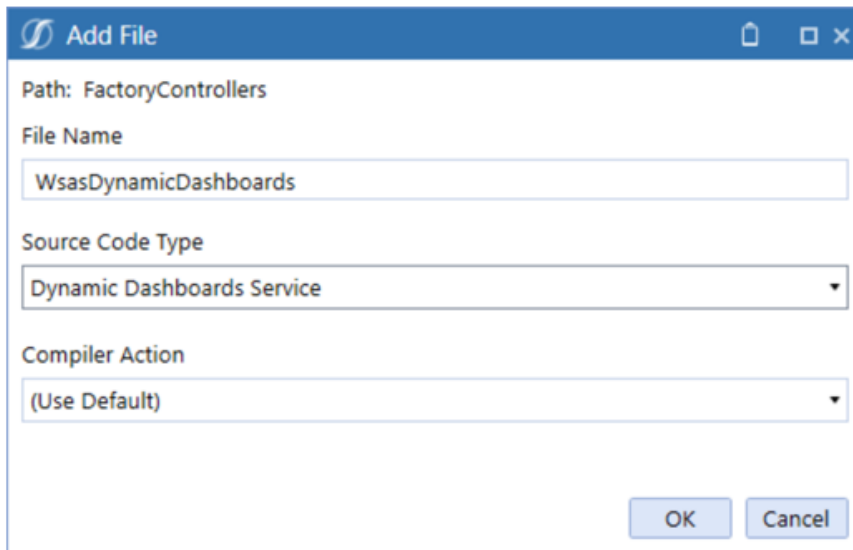 Add File
Path: FactoryControllers
File Name
WsasDynamicDashboards
Source Code Type
Dynamic Dashboards Service
Compiler Action
(Use Default)
OK Cancel